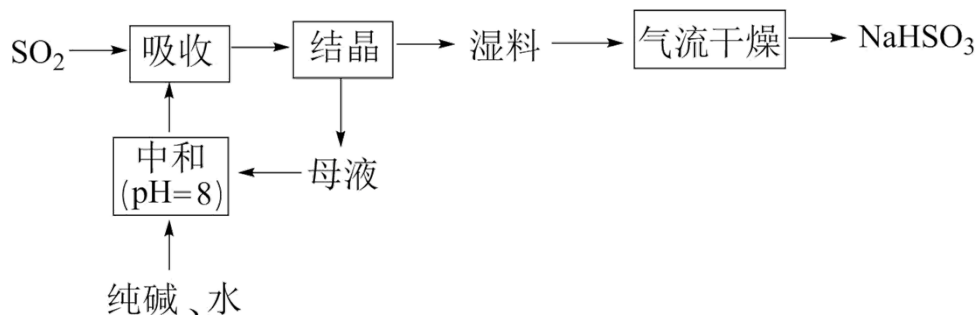 SO₂ 吸收 结晶 湿料 气流干燥 NaHSO₃
中和
(pH=8)
母液
纯碱、水